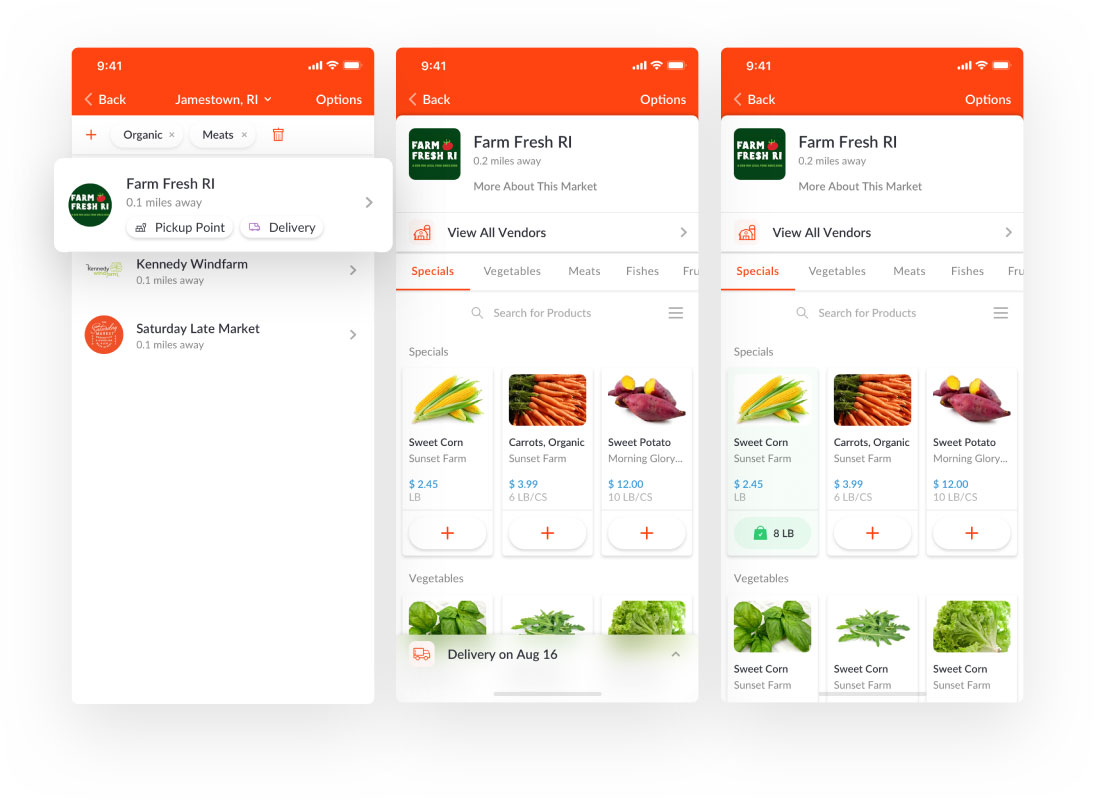 9:41
Back
Jamestown, RI
Options
Organic ×
Meats ×
FARM
FRESH RI
Farm Fresh RI
0.1 miles away
Pickup Point
Delivery
Kennedy
Kennedy Windfarm
0.1 miles away
Saturday
MARKET
Saturday Late Market
0.1 miles away
9:41
Back
Options
FARM
FRESH RI
Farm Fresh RI
0.2 miles away
More About This Market
View All Vendors
Specials Vegetables Meats Fishes Fru
Search for Products
Specials
Sweet Corn
Sunset Farm
$ 2.45
LB
+
Carrots, Organic
Sunset Farm
$ 3.99
6 LB/CS
+
Sweet Potato
Morning Glory...
$ 12.00
10 LB/CS
+
Vegetables
Delivery on Aug 16
9:41
Back
Options
FARM
FRESH RI
Farm Fresh RI
0.2 miles away
More About This Market
View All Vendors
Specials Vegetables Meats Fishes Fru
Search for Products
Specials
Sweet Corn
Sunset Farm
$ 2.45
LB
8 LB
Carrots, Organic
Sunset Farm
$ 3.99
6 LB/CS
+
Sweet Potato
Morning Glory...
$ 12.00
10 LB/CS
+
Vegetables
Sweet Corn
Sunset Farm
Sweet Corn
Sunset Farm
Sweet Corn
Sunset Farm